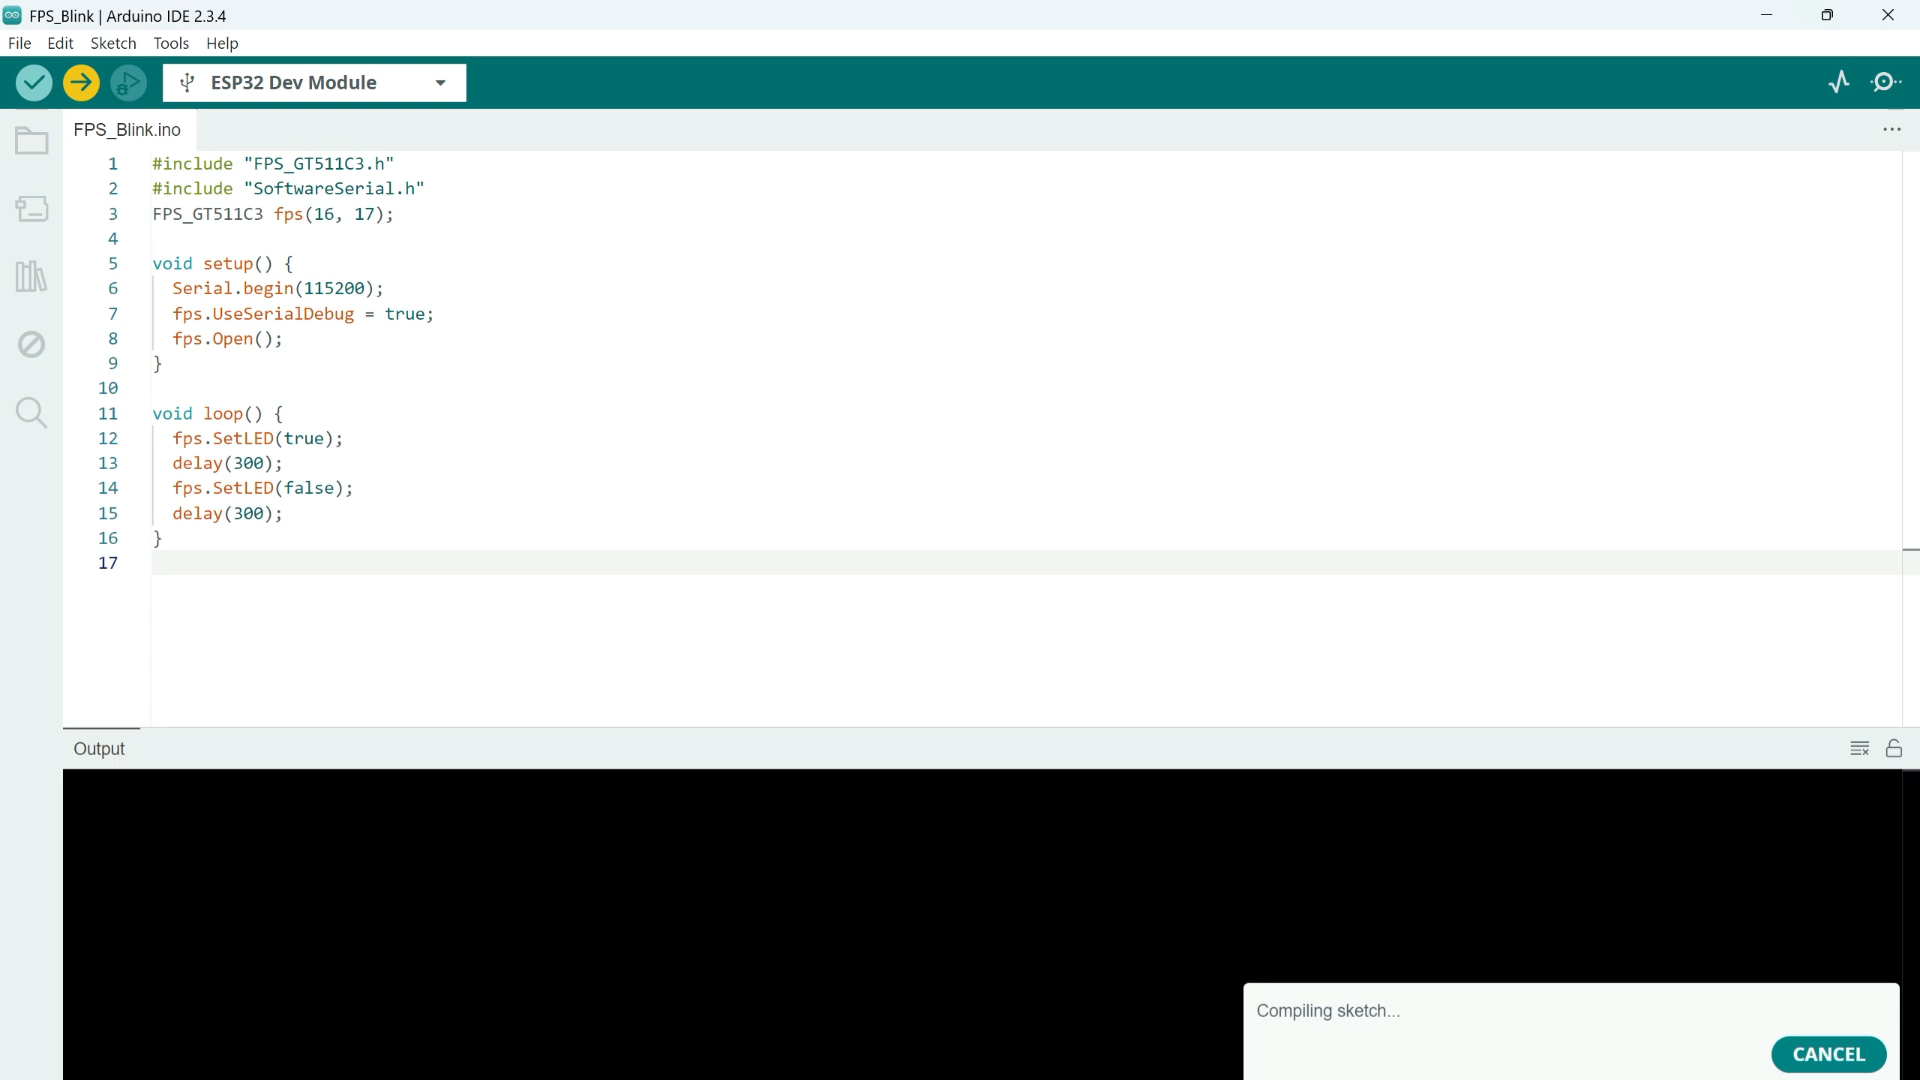 FPS_Blink | Arduino IDE 2.3.4
File Edit Sketch Tools Help
ESP32 Dev Module
FPS_Blink.ino
1 #include "FPS_GT511C3.h"
2 #include "SoftwareSerial.h"
3 FPS_GT511C3 fps(16, 17);
4
5 void setup() {
6 Serial.begin(115200);
7 fps.UseSerialDebug = true;
8 fps.Open();
9 }
10
11 void loop() {
12 fps.SetLED(true);
13 delay(300);
14 fps.SetLED(false);
15 delay(300);
16 }
17
Output
Compiling sketch...
CANCEL